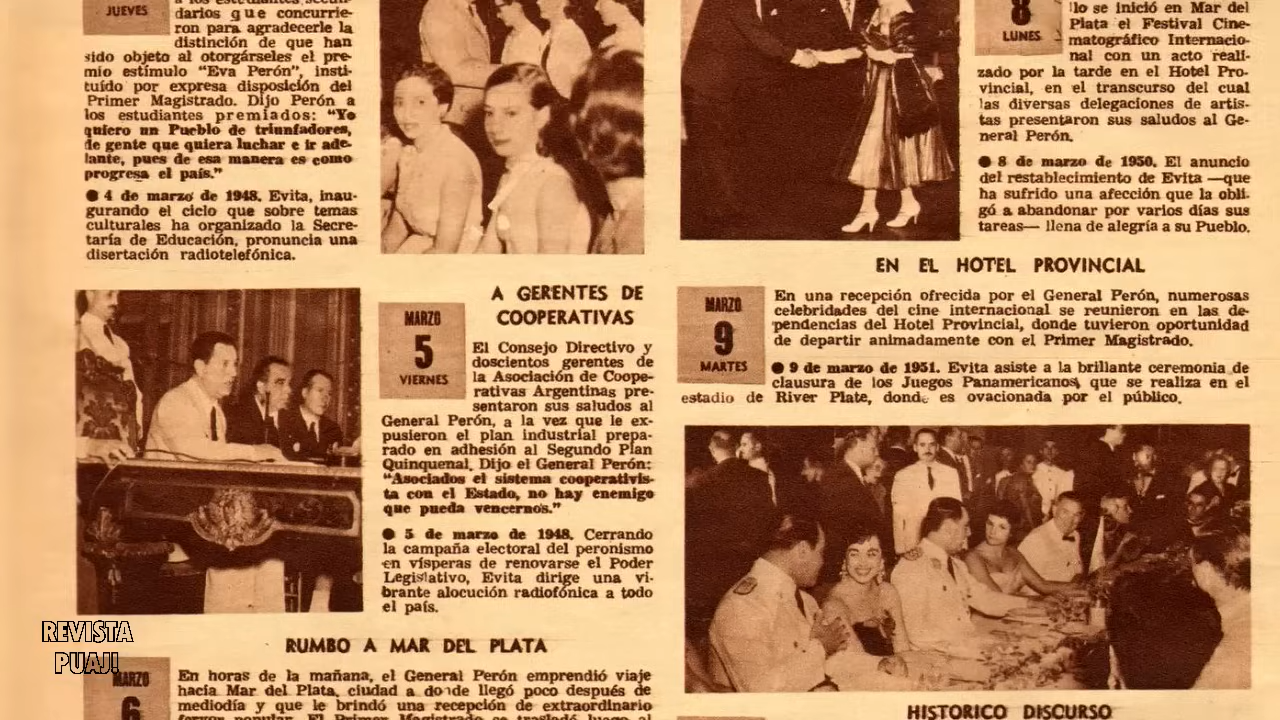 JUEVES
a los estudiantes secun-
darios que concurrie-
ron para agradecerle la
distinción de que han
sido objeto al otorgárseles el pre-
mio estímulo “Eva Perón”, insti-
tuído por expresa disposición del
Primer Magistrado. Dijo Perón a
los estudiantes premiados: “Yo
quiero un Pueblo de triunfadores,
de gente que quiera luchar e ir ade-
lante, pues de esa manera es como
progresa el país.”
● 4 de marzo de 1948. Evita, inau-
gurando el ciclo que sobre temas
culturales ha organizado la Secre-
taría de Educación, pronuncia una
disertación radiotelefónica.
A GERENTES DE
COOPERATIVAS
MARZO
5
VIERNES
El Consejo Directivo y
doscientos gerentes de
la Asociación de Coope-
rativas Argentinas pre-
sentaron sus saludos al
General Perón, a la vez que le ex-
pusieron el plan industrial prepa-
rado en adhesión al Segundo Plan
Quinquenal. Dijo el General Perón:
“Asociados el sistema cooperativis-
ta con el Estado, no hay enemigo
que pueda vencernos.”
● 5 de marzo de 1948. Cerrando
la campaña electoral del peronismo
en vísperas de renovarse el Poder
Legislativo, Evita dirige una vi-
brante alocución radiofónica a todo
el país.
RUMBO A MAR DEL PLATA
MARZO
6
En horas de la mañana, el General Perón emprendió viaje
hacia Mar del Plata, ciudad a donde llegó poco después de
mediodía y que le brindó una recepción de extraordinario
fervor popular. El Primer Magistrado se trasladó luego al
8
LUNES
lo se inició en Mar del
Plata el Festival Cine-
matográfico Internacio-
nal con un acto reali-
zado por la tarde en el Hotel Pro-
vincial, en el transcurso del cual
las diversas delegaciones de artis-
tas presentaron sus saludos al Ge-
neral Perón.
● 8 de marzo de 1950. El anuncio
del restablecimiento de Evita —que
ha sufrido una afección que la obli-
gó a abandonar por varios días sus
tareas— llena de alegría a su Pueblo.
EN EL HOTEL PROVINCIAL
MARZO
9
MARTES
En una recepción ofrecida por el General Perón, numerosas
celebridades del cine internacional se reunieron en las de-
pendencias del Hotel Provincial, donde tuvieron oportunidad
de departir animadamente con el Primer Magistrado.
● 9 de marzo de 1951. Evita asiste a la brillante ceremonia de
clausura de los Juegos Panamericanos, que se realiza en el
estadio de River Plate, donde es ovacionada por el público.
HISTORICO DISCURSO
REVISTA
PUAJ!